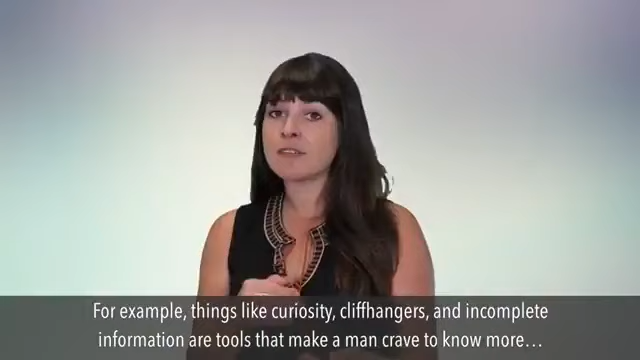 For example, things like curiosity, cliffhangers, and incomplete
information are tools that make a man crave to know more…